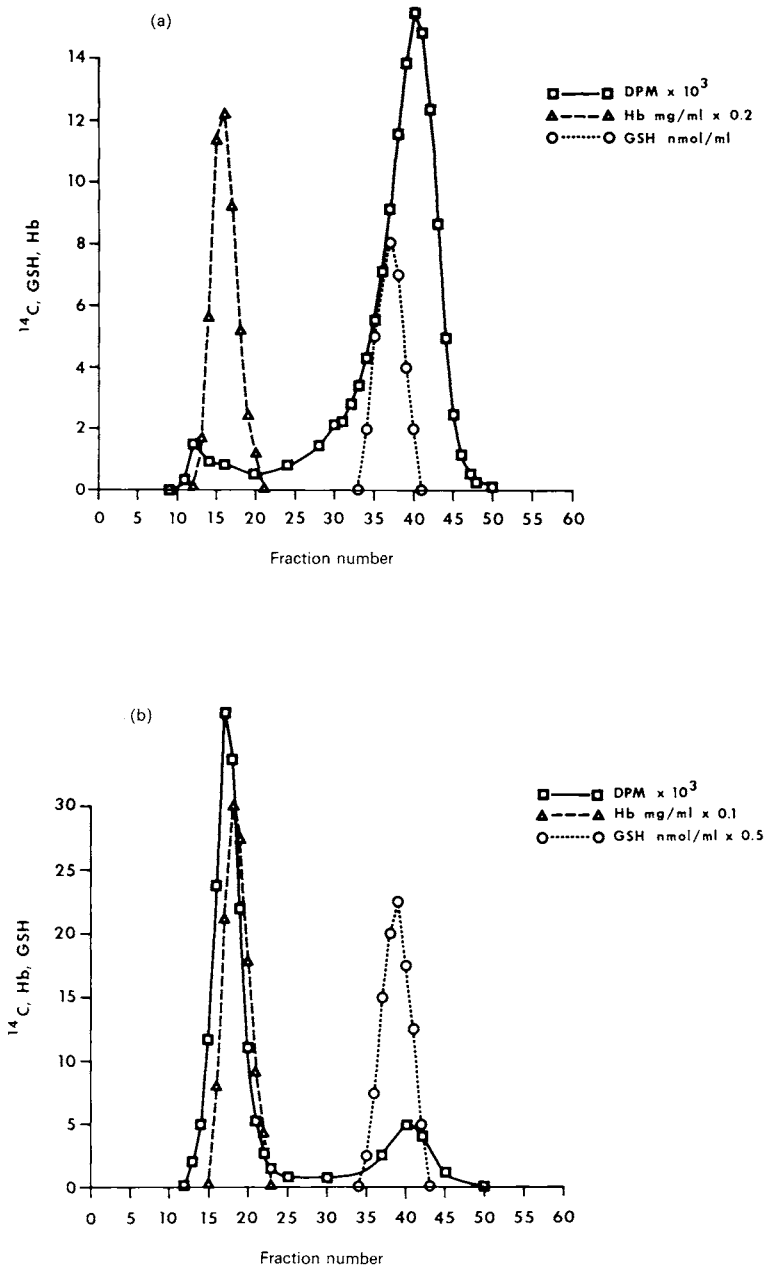 (a)
14
12
10
8
6
4
2
0
¹⁴C, GSH, Hb
DPM x 10³
Hb mg/ml x 0.2
GSH nmol/ml
0 5 10 15 20 25 30 35 40 45 50 55 60
Fraction number
(b)
30
25
20
15
10
5
0
¹⁴C, Hb, GSH
DPM x 10³
Hb mg/ml x 0.1
GSH nmol/ml x 0.5
0 5 10 15 20 25 30 35 40 45 50 55 60
Fraction number